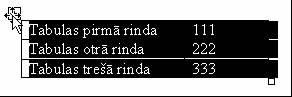 Tabulas pirmā rinda 111
Tabulas otrā rinda 222
Tabulas trešā rinda 333